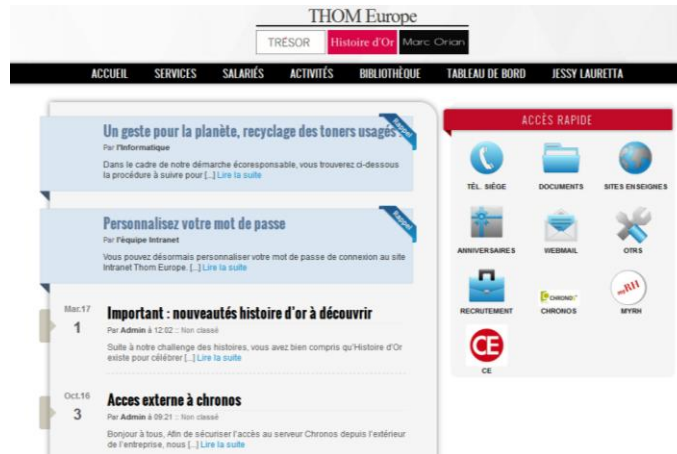 THOM Europe
TRÉSOR Histoire d'Or Marc Orian
ACCUEIL SERVICES SALARIÉS ACTIVITÉS BIBLIOTHÈQUE TABLEAU DE BORD JESSY LAURETTA
Un geste pour la planète, recyclage des toners usagés !
Rappel
Par l'Informatique
Dans le cadre de notre démarche écoresponsable, vous trouverez ci-dessous
la procédure à suivre pour [...] Lire la suite
Personnalisez votre mot de passe
Rappel
Par l'équipe Intranet
Vous pouvez désormais personnaliser votre mot de passe de connexion au site
Intranet Thom Europe. [...] Lire la suite
Mar.17
1
Important : nouveautés histoire d'or à découvrir
Par Admin à 12:02 :: Non classé
Suite à notre challenge des histoires, vous avez bien compris qu'Histoire d'Or
existe pour célébrer [...] Lire la suite
Oct.16
3
Acces externe à chronos
Par Admin à 09:21 :: Non classé
Bonjour à tous, Afin de sécuriser l'accès au serveur Chronos depuis l'extérieur
de l'entreprise, nous [...] Lire la suite
ACCÈS RAPIDE
TÉL. SIÈGE DOCUMENTS SITES ENSEIGNES
ANNIVERSAIRES WEBMAIL OTRS
CHRONO myRH
RECRUTEMENT CHRONOS MYRH
CE
CE